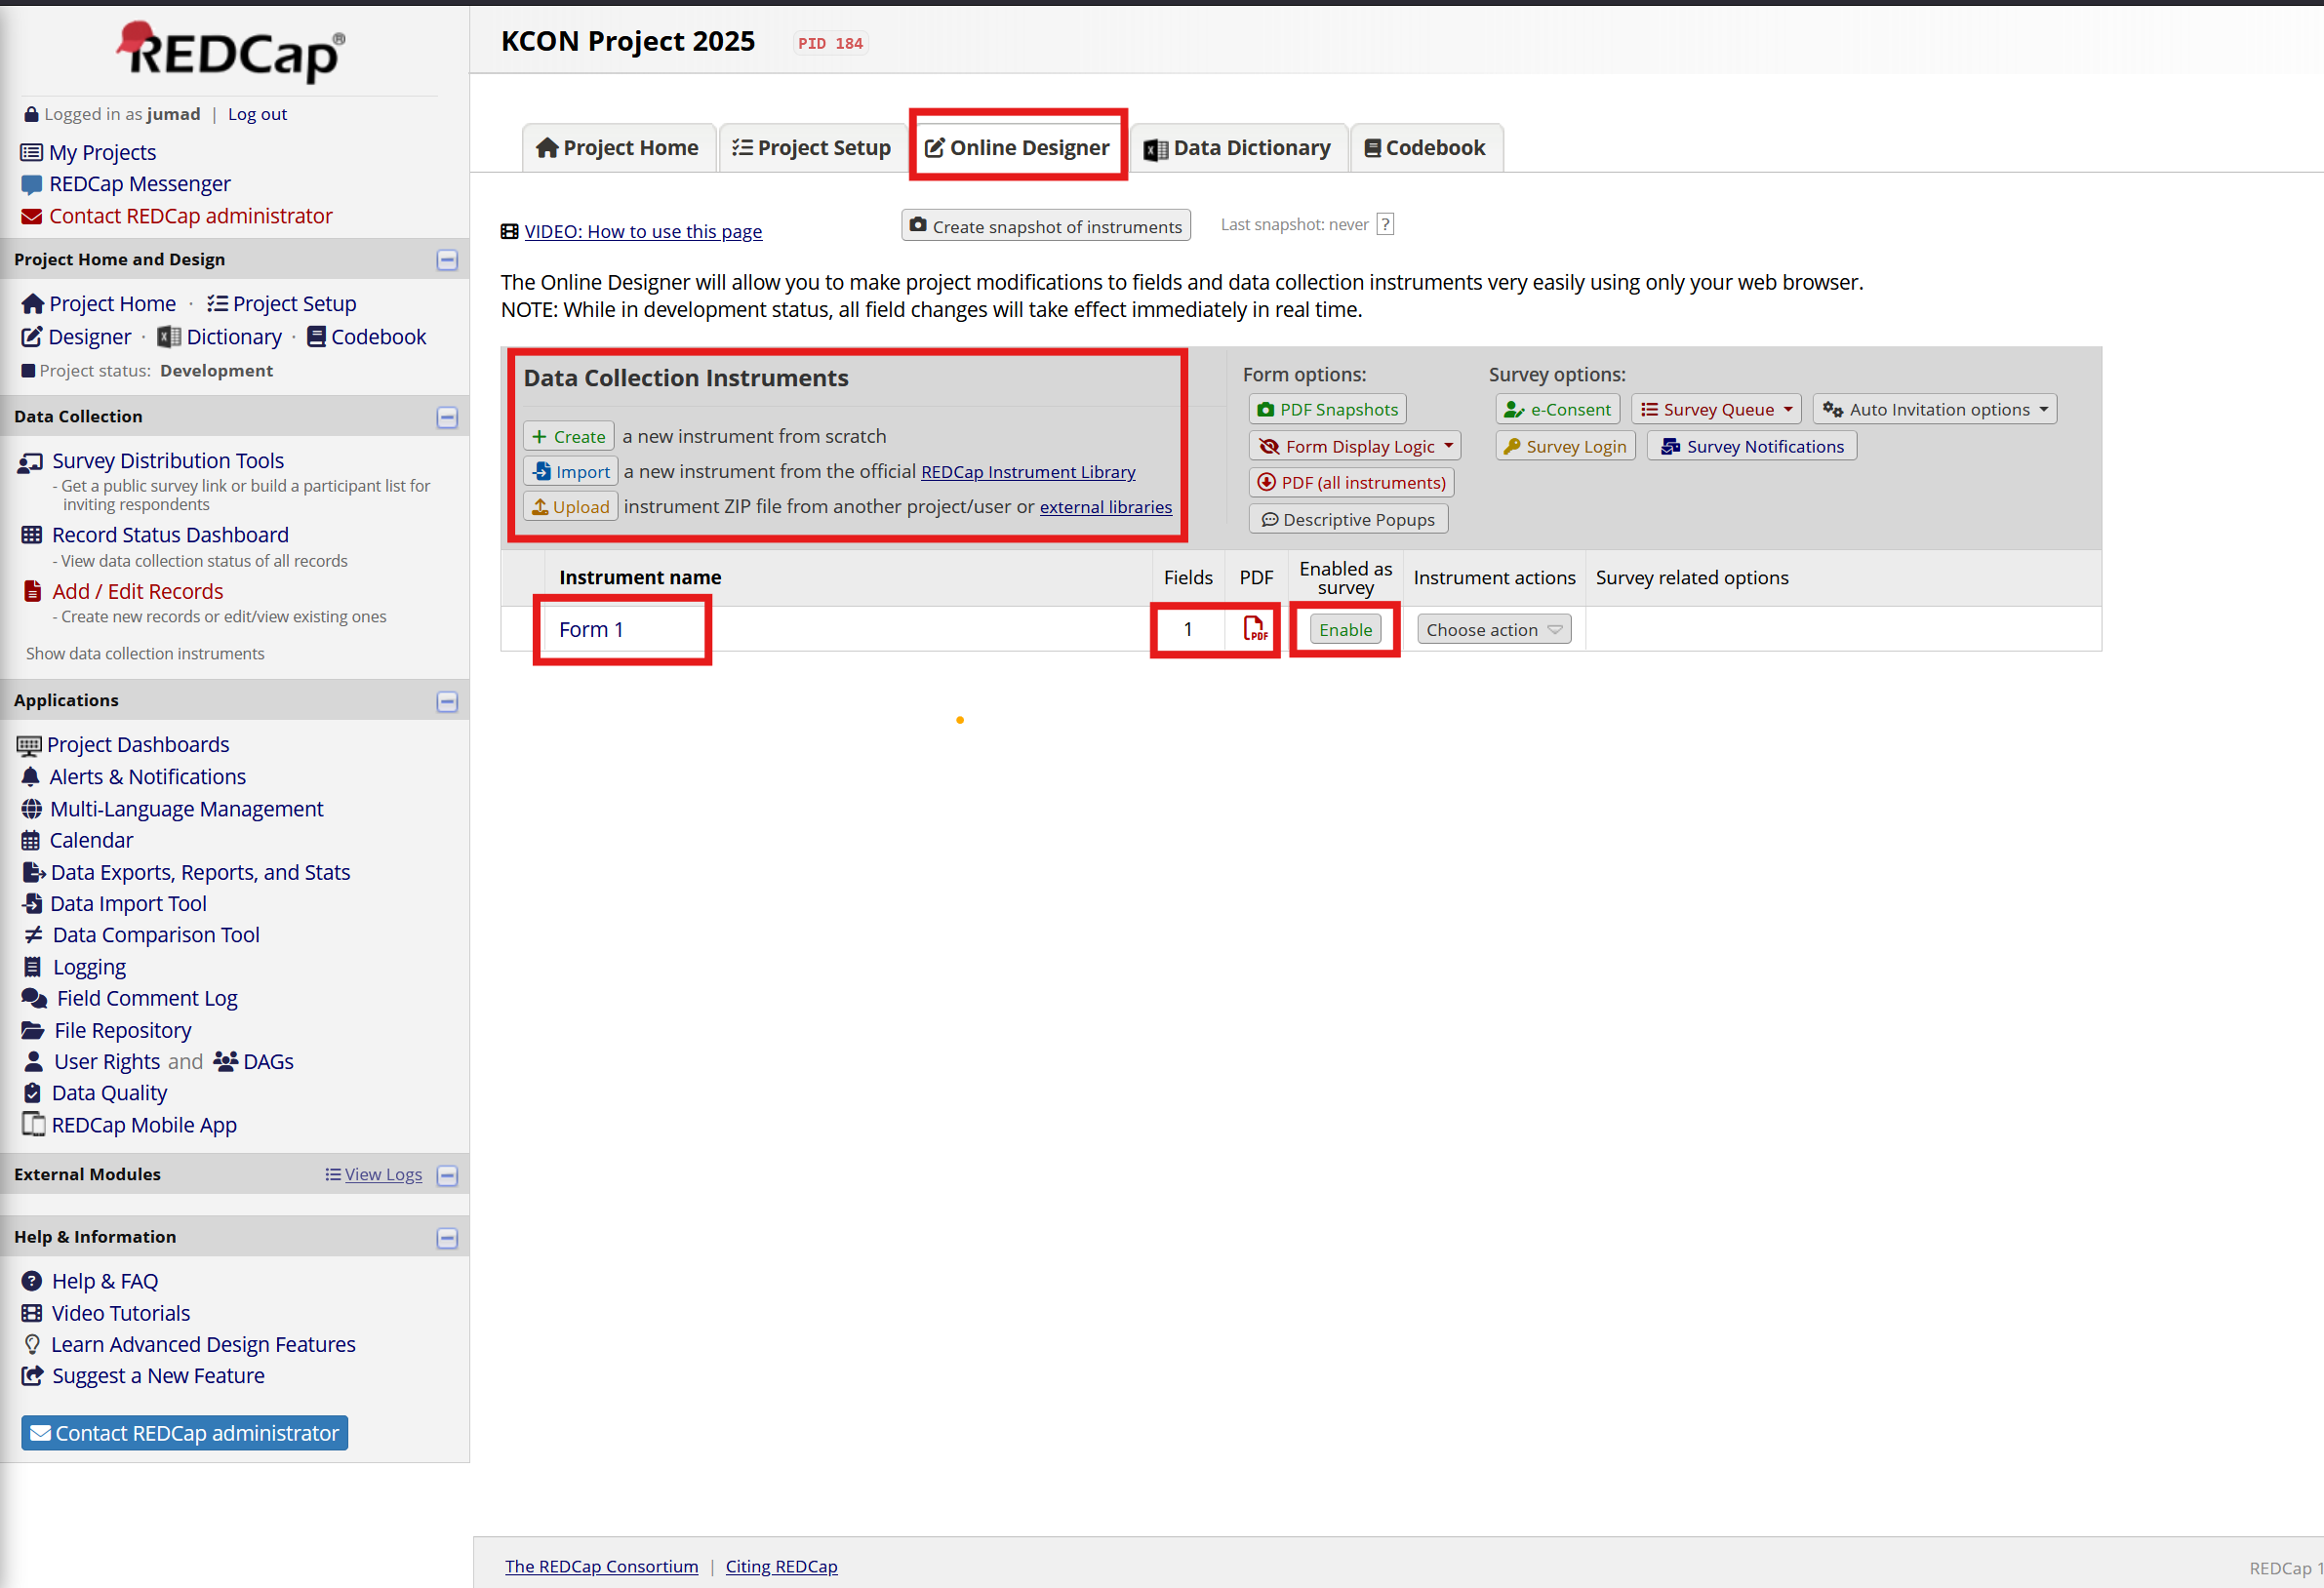 REDCap®
Logged in as jumad | Log out
My Projects
REDCap Messenger
Contact REDCap administrator
Project Home and Design
Project Home · Project Setup
Designer · Dictionary · Codebook
Project status: Development
Data Collection
Survey Distribution Tools
- Get a public survey link or build a participant list for
inviting respondents
Record Status Dashboard
- View data collection status of all records
Add / Edit Records
- Create new records or edit/view existing ones
Show data collection instruments
Applications
Project Dashboards
Alerts & Notifications
Multi-Language Management
Calendar
Data Exports, Reports, and Stats
Data Import Tool
Data Comparison Tool
Logging
Field Comment Log
File Repository
User Rights and DAGs
Data Quality
REDCap Mobile App
External Modules View Logs
Help & Information
Help & FAQ
Video Tutorials
Learn Advanced Design Features
Suggest a New Feature
Contact REDCap administrator
KCON Project 2025 PID 184
Project Home Project Setup Online Designer Data Dictionary Codebook
VIDEO: How to use this page Create snapshot of instruments Last snapshot: never ?
The Online Designer will allow you to make project modifications to fields and data collection instruments very easily using only your web browser.
NOTE: While in development status, all field changes will take effect immediately in real time.
Data Collection Instruments
Create a new instrument from scratch
Import a new instrument from the official REDCap Instrument Library
Upload instrument ZIP file from another project/user or external libraries
Form options:
PDF Snapshots
Form Display Logic
PDF (all instruments)
Descriptive Popups
Survey options:
e-Consent Survey Queue Auto Invitation options
Survey Login Survey Notifications
Instrument name Fields PDF Enabled as survey Instrument actions Survey related options
Form 1 1 PDF Enable Choose action
The REDCap Consortium | Citing REDCap
REDCap 1